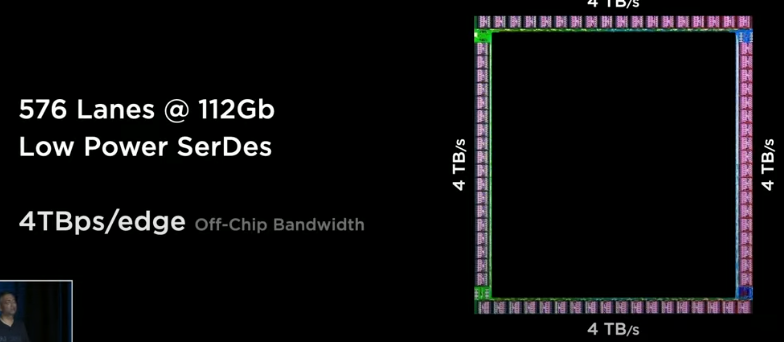 4 TB/s
576 Lanes @ 112Gb
Low Power SerDes
4 TB/s
4 TB/s
4TBps/edge Off-Chip Bandwidth
4 TB/s